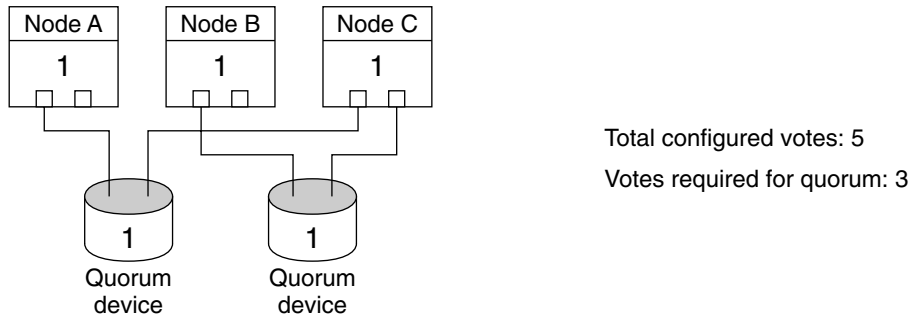 Node A
Node B
Node C
1
1
1
Total configured votes: 5
Votes required for quorum: 3
1
1
Quorum
device
Quorum
device